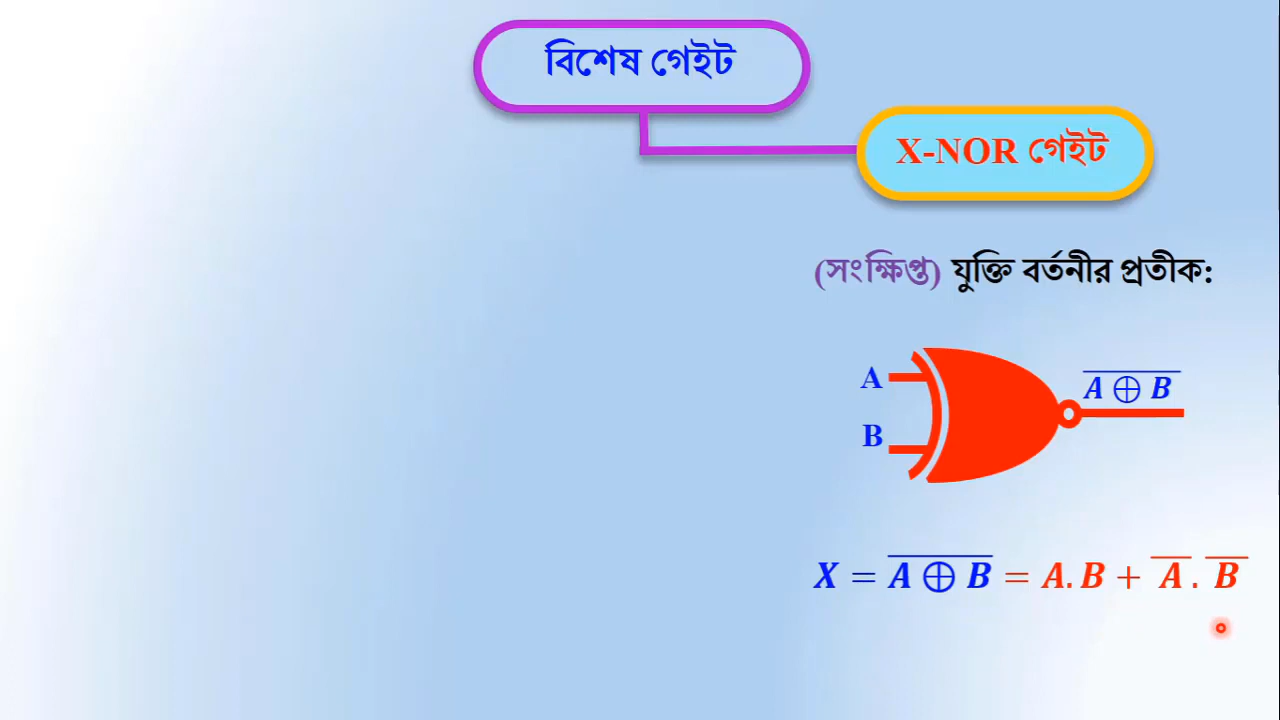 বিশেষ গেইট
X-NOR গেইট
(সংক্ষিপ্ত) যুক্তি বর্তনীর প্রতীক:
A
B
A̅ ̅⊕̅ ̅B̅
X = A̅ ̅⊕̅ ̅B̅ = A.B + A̅ . B̅